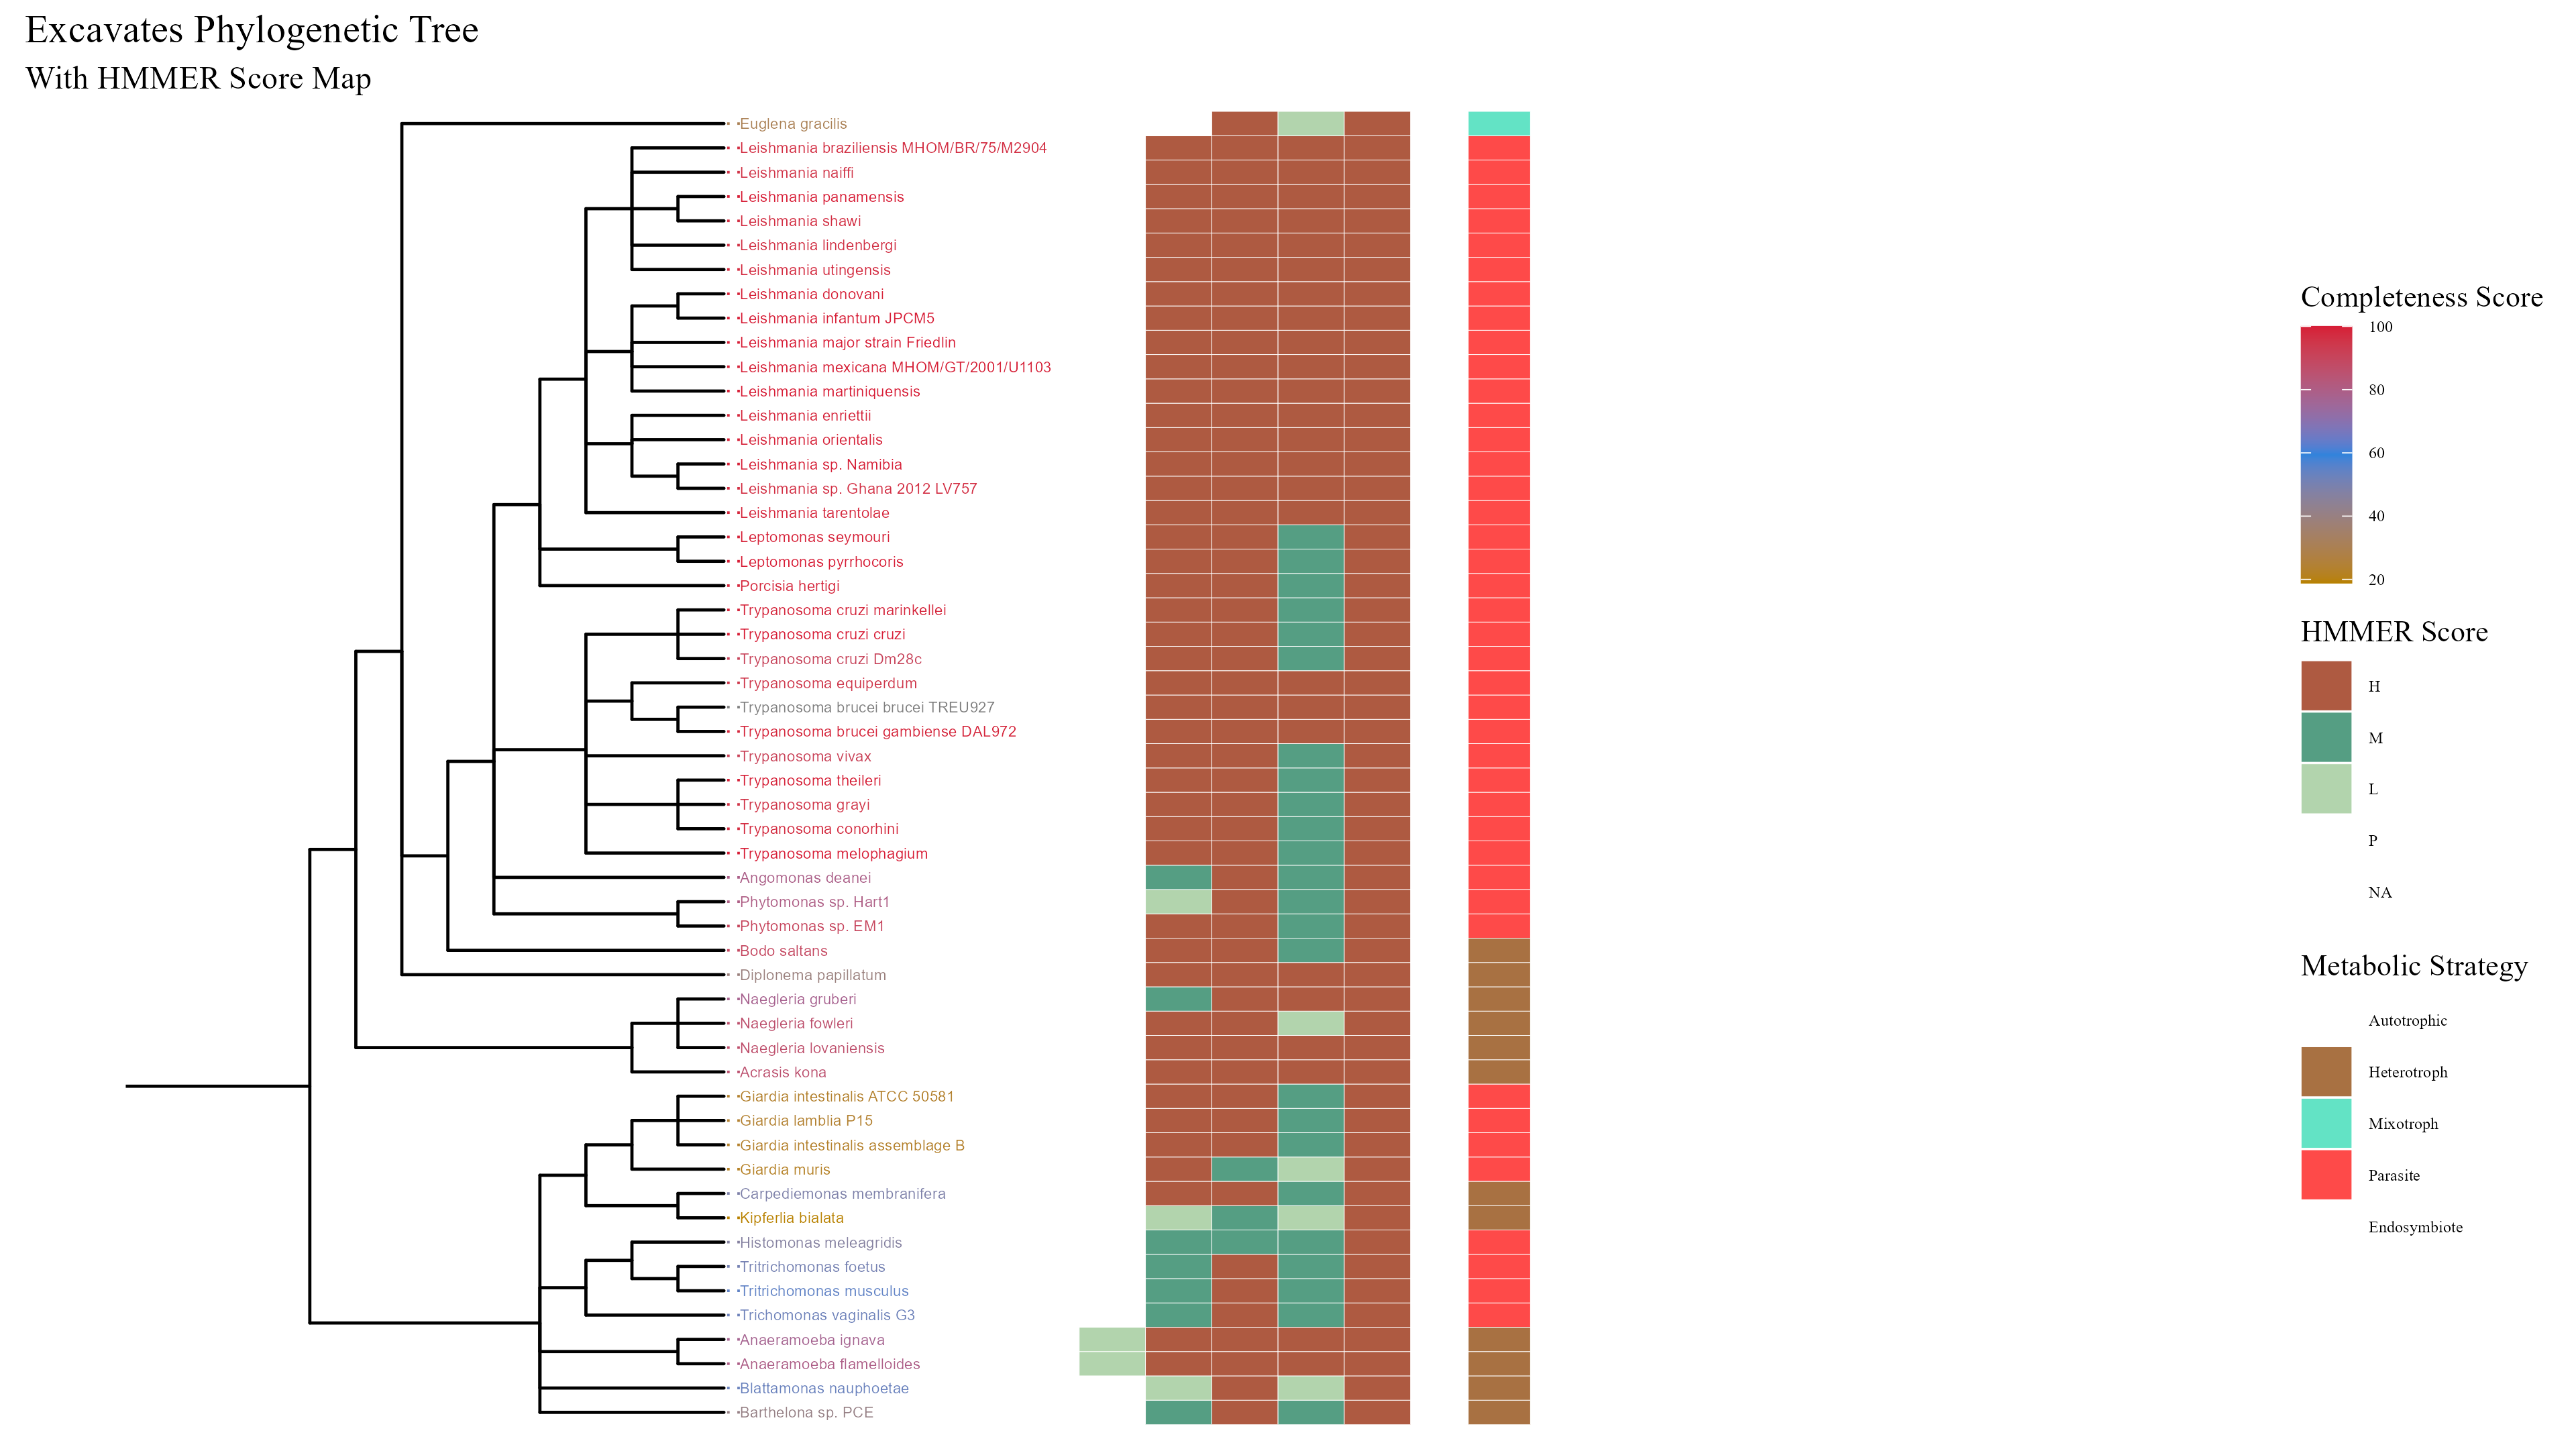 Excavates Phylogenetic Tree
With HMMER Score Map
Euglena gracilis
Leishmania braziliensis MHOM/BR/75/M2904
Leishmania naiffi
Leishmania panamensis
Leishmania shawi
Leishmania lindenbergi
Leishmania utingensis
Leishmania donovani
Leishmania infantum JPCM5
Leishmania major strain Friedlin
Leishmania mexicana MHOM/GT/2001/U1103
Leishmania martiniquensis
Leishmania enriettii
Leishmania orientalis
Leishmania sp. Namibia
Leishmania sp. Ghana 2012 LV757
Leishmania tarentolae
Leptomonas seymouri
Leptomonas pyrrhocoris
Porcisia hertigi
Trypanosoma cruzi marinkellei
Trypanosoma cruzi cruzi
Trypanosoma cruzi Dm28c
Trypanosoma equiperdum
Trypanosoma brucei brucei TREU927
Trypanosoma brucei gambiense DAL972
Trypanosoma vivax
Trypanosoma theileri
Trypanosoma grayi
Trypanosoma conorhini
Trypanosoma melophagium
Angomonas deanei
Phytomonas sp. Hart1
Phytomonas sp. EM1
Bodo saltans
Diplonema papillatum
Naegleria gruberi
Naegleria fowleri
Naegleria lovaniensis
Acrasis kona
Giardia intestinalis ATCC 50581
Giardia lamblia P15
Giardia intestinalis assemblage B
Giardia muris
Carpediemonas membranifera
Kipferlia bialata
Histomonas meleagridis
Tritrichomonas foetus
Tritrichomonas musculus
Trichomonas vaginalis G3
Anaeramoeba ignava
Anaeramoeba flamelloides
Blattamonas nauphoetae
Barthelona sp. PCE
Completeness Score
100
80
60
40
20
HMMER Score
H
M
L
P
NA
Metabolic Strategy
Autotrophic
Heterotroph
Mixotroph
Parasite
Endosymbiote